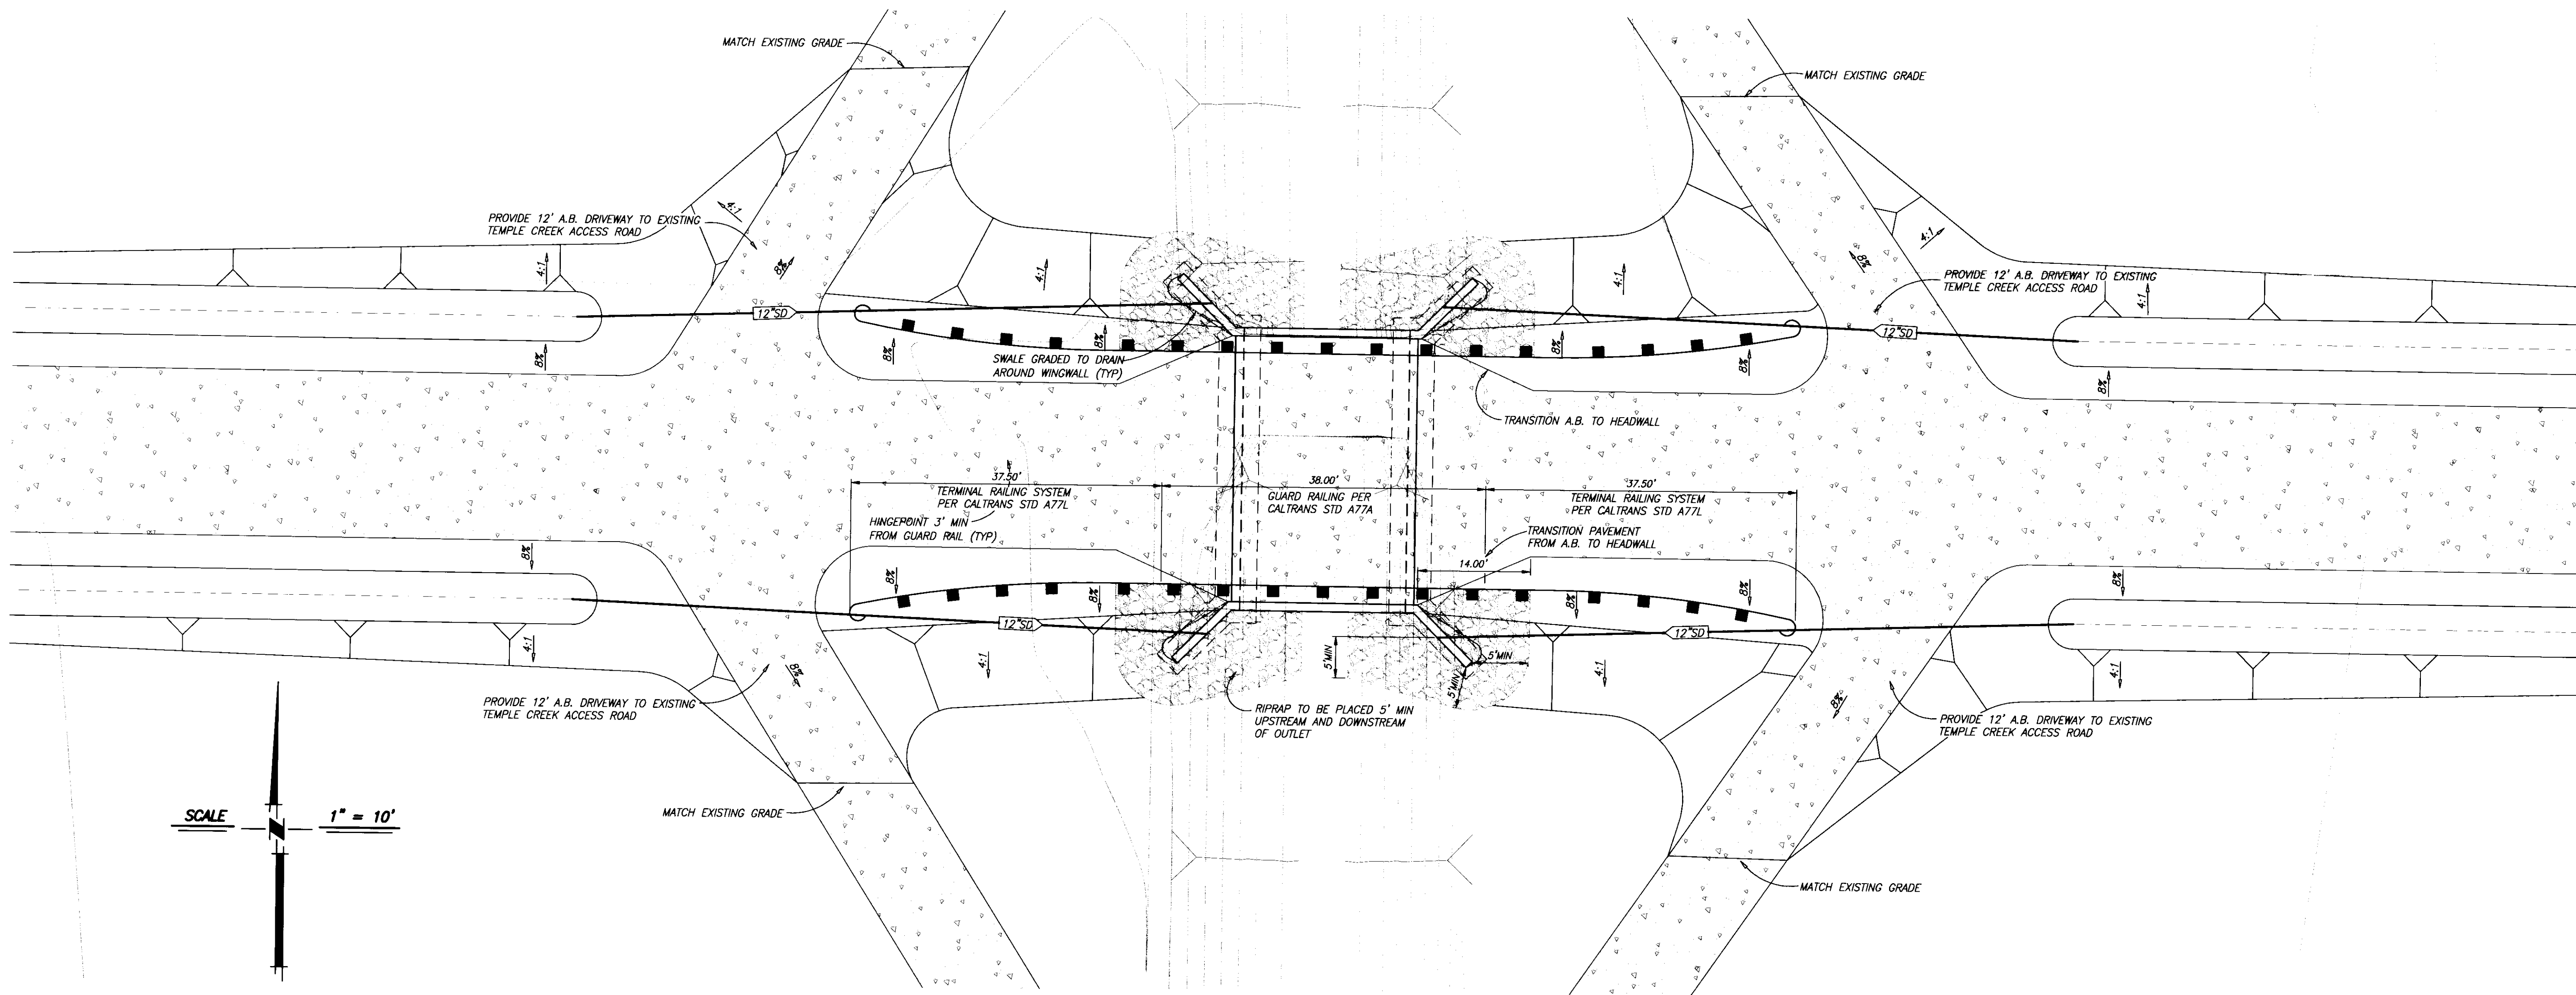 MATCH EXISTING GRADE
MATCH EXISTING GRADE
4:1
PROVIDE 12' A.B. DRIVEWAY TO EXISTING
TEMPLE CREEK ACCESS ROAD
8%
4:1
4:1
4:1
4:1
8%
PROVIDE 12' A.B. DRIVEWAY TO EXISTING
TEMPLE CREEK ACCESS ROAD
4:1
12"SD
12"SD
8%
8%
8%
8%
8%
8%
SWALE GRADED TO DRAIN
AROUND WINGWALL (TYP)
TRANSITION A.B. TO HEADWALL
37.50'
38.00'
37.50'
TERMINAL RAILING SYSTEM
PER CALTRANS STD A77L
GUARD RAILING PER
CALTRANS STD A77A
TERMINAL RAILING SYSTEM
PER CALTRANS STD A77L
HINGEPOINT 3' MIN
FROM GUARD RAIL (TYP)
TRANSITION PAVEMENT
FROM A.B. TO HEADWALL
14.00'
8%
8%
8%
8%
8%
8%
12"SD
12"SD
4:1
4:1
5'MIN
5'MIN
5'MIN
4:1
4:1
8%
8%
PROVIDE 12' A.B. DRIVEWAY TO EXISTING
TEMPLE CREEK ACCESS ROAD
RIPRAP TO BE PLACED 5' MIN
UPSTREAM AND DOWNSTREAM
OF OUTLET
PROVIDE 12' A.B. DRIVEWAY TO EXISTING
TEMPLE CREEK ACCESS ROAD
MATCH EXISTING GRADE
SCALE 1" = 10'
MATCH EXISTING GRADE